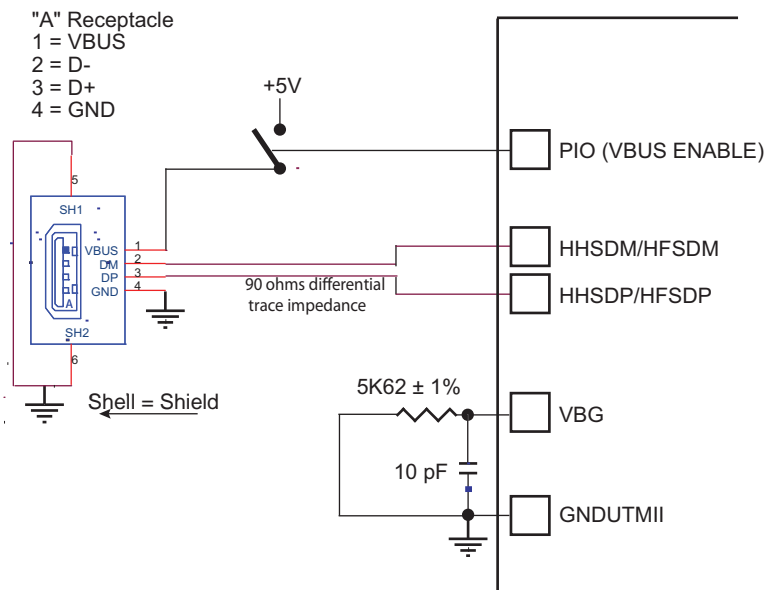 "A" Receptacle
1 = VBUS
2 = D-
3 = D+
4 = GND
+5V
PIO (VBUS ENABLE)
5
SH1
VBUS
1
DM
2
DP
3
GND
4
A
SH2
6
HHSDM/HFSDM
90 ohms differential
trace impedance
HHSDP/HFSDP
Shell = Shield
5K62 ± 1%
VBG
10 pF
GNDUTMII